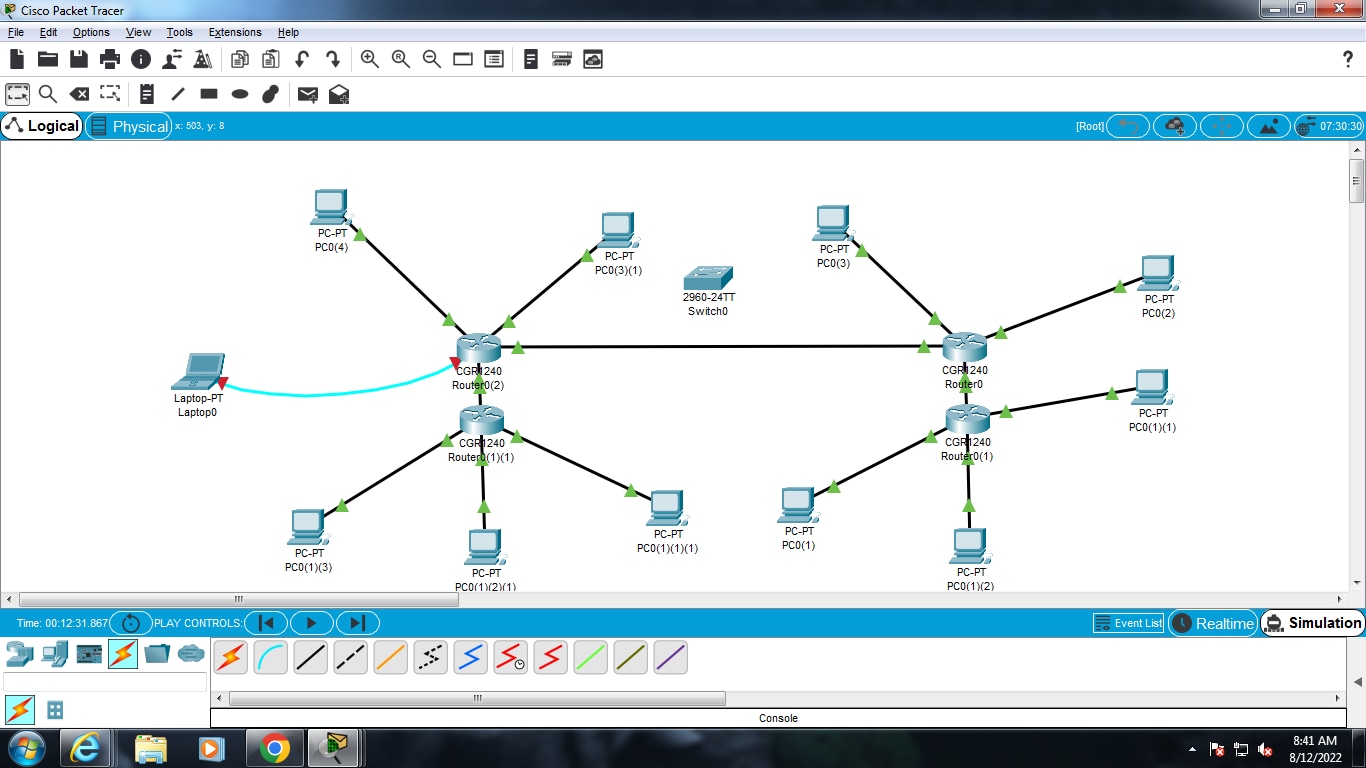 Cisco Packet Tracer
File Edit Options View Tools Extensions Help
Logical Physical x: 503, y: 8 [Root] 07:30:30
PC-PT
PC0(4)
PC-PT
PC0(3)(1)
2960-24TT
Switch0
PC-PT
PC0(3)
PC-PT
PC0(2)
Laptop-PT
Laptop0
CGR1240
Router0(2)
CGR1240
Router0
CGR1240
Router0(1)(1)
CGR1240
Router0(1)
PC-PT
PC0(1)(1)
PC-PT
PC0(1)(3)
PC-PT
PC0(1)(2)(1)
PC-PT
PC0(1)(1)(1)
PC-PT
PC0(1)
PC-PT
PC0(1)(2)
Time: 00:12:31.867 PLAY CONTROLS: Event List Realtime Simulation
Console
8:41 AM
8/12/2022